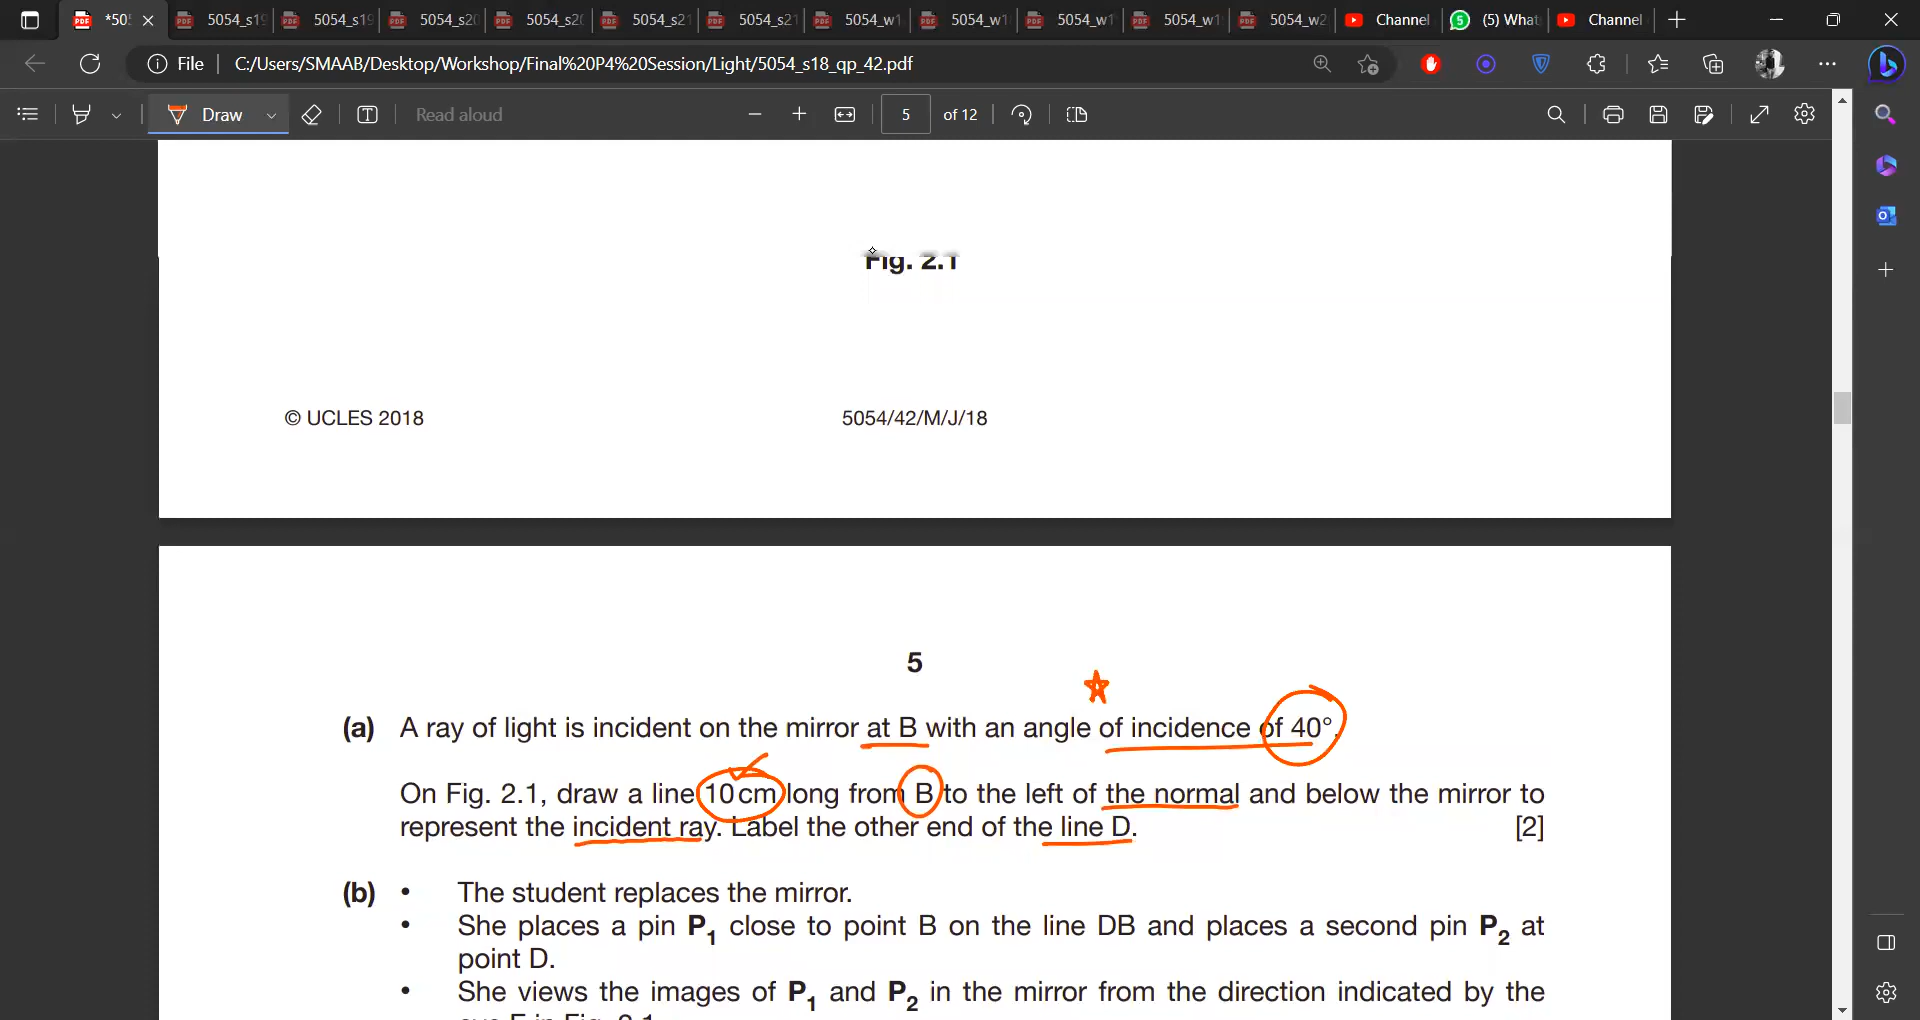 *50
5054_s19
5054_s19
5054_s20
5054_s20
5054_s21
5054_s21
5054_w1
5054_w1
5054_w1
5054_w1
5054_w2
Channel
(5) What
Channel
File
C:/Users/SMAAB/Desktop/Workshop/Final%20P4%20Session/Light/5054_s18_qp_42.pdf
Draw
Read aloud
5
of 12
Fig. 2.1
© UCLES 2018
5054/42/M/J/18
5
(a) A ray of light is incident on the mirror at B with an angle of incidence of 40°.
On Fig. 2.1, draw a line 10 cm long from B to the left of the normal and below the mirror to
represent the incident ray. Label the other end of the line D. [2]
(b) • The student replaces the mirror.
• She places a pin P1 close to point B on the line DB and places a second pin P2 at
point D.
• She views the images of P1 and P2 in the mirror from the direction indicated by the